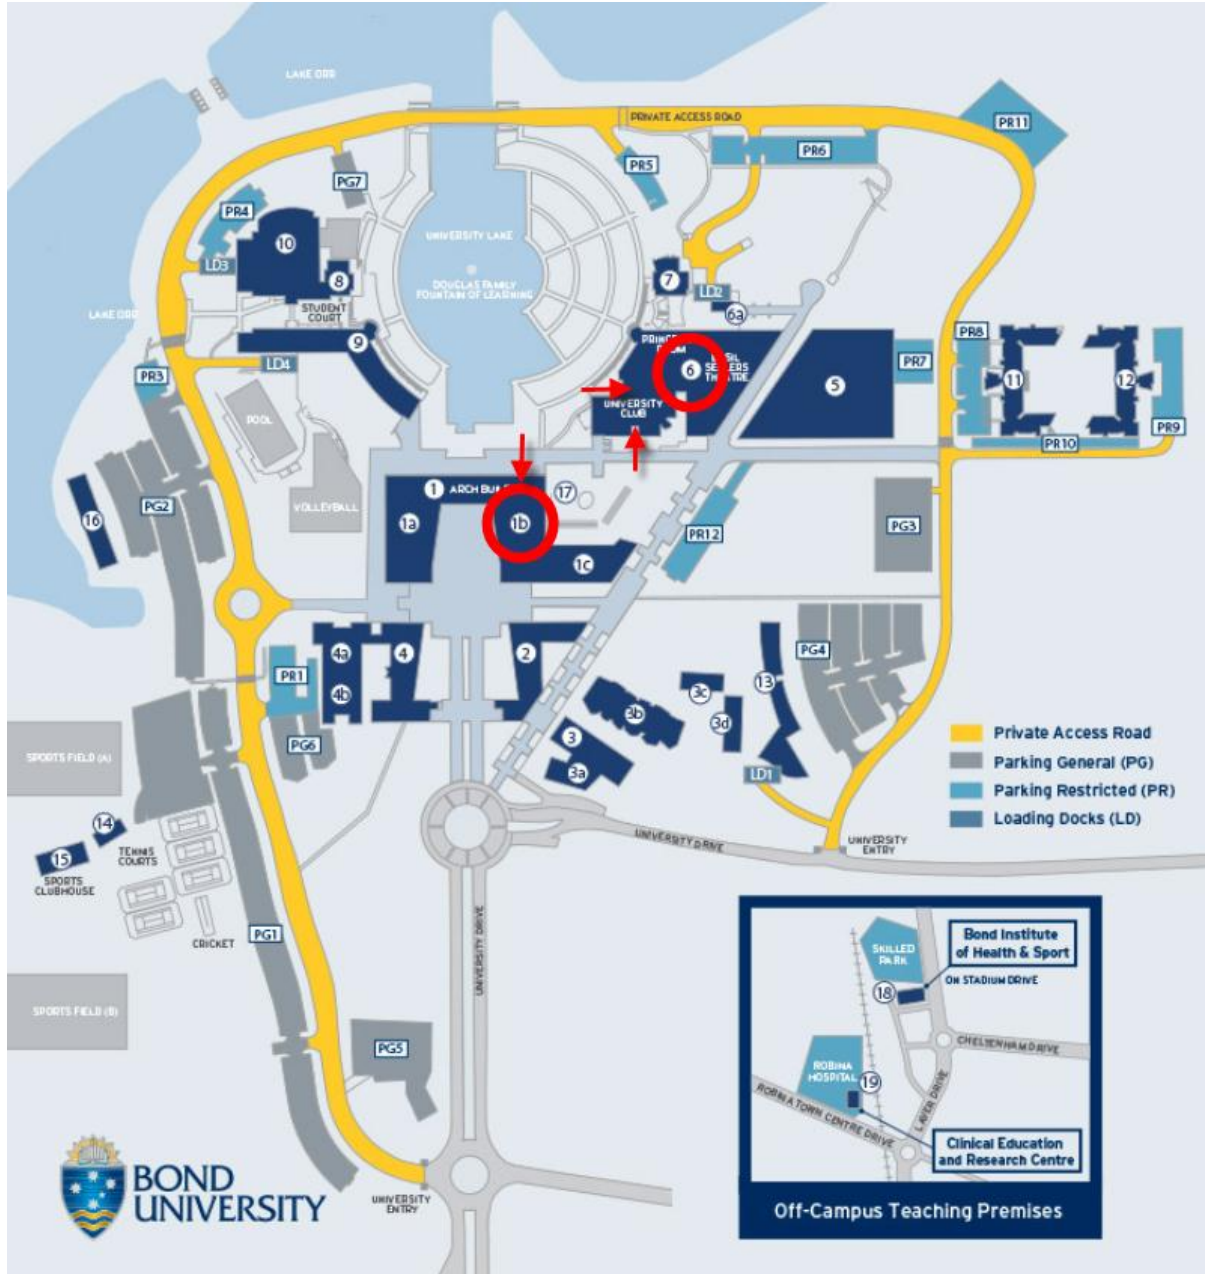 LAKE ORR
PRIVATE ACCESS ROAD
PR11
PR5
PR6
PG7
PR4
10
UNIVERSITY LAKE
LD3
8
7
DOUGLAS FAMILY
FOUNTAIN OF LEARNING
LD2
STUDENT
COURT
6a
LAKE ORR
9
PR8
6
THEATRE
PR7
LD4
PR3
5
11
12
UNIVERSITY
CLUB
POOL
PR9
PR10
1
ARCH
17
PG2
VOLLEYBALL
16
1a
1b
PR12
PG3
1c
4a
4
2
PG4
PR1
13
4b
3c
3b
3d
PG6
3
Private Access Road
SPORTS FIELD (A)
3a
LD1
Parking General (PG)
Parking Restricted (PR)
14
Loading Docks (LD)
TENNIS
COURTS
UNIVERSITY DRIVE
UNIVERSITY
ENTRY
15
SPORTS
CLUBHOUSE
PG1
CRICKET
UNIVERSITY DRIVE
Bond Institute
of Health & Sport
SKILLED
PARK
ON STADIUM DRIVE
18
SPORTS FIELD (B)
PG5
CHELTENHAM DRIVE
ROBINA
HOSPITAL
19
LAVER DRIVE
ROBINA TOWN CENTRE DRIVE
Clinical Education
and Research Centre
BOND
UNIVERSITY
UNIVERSITY
ENTRY
Off-Campus Teaching Premises